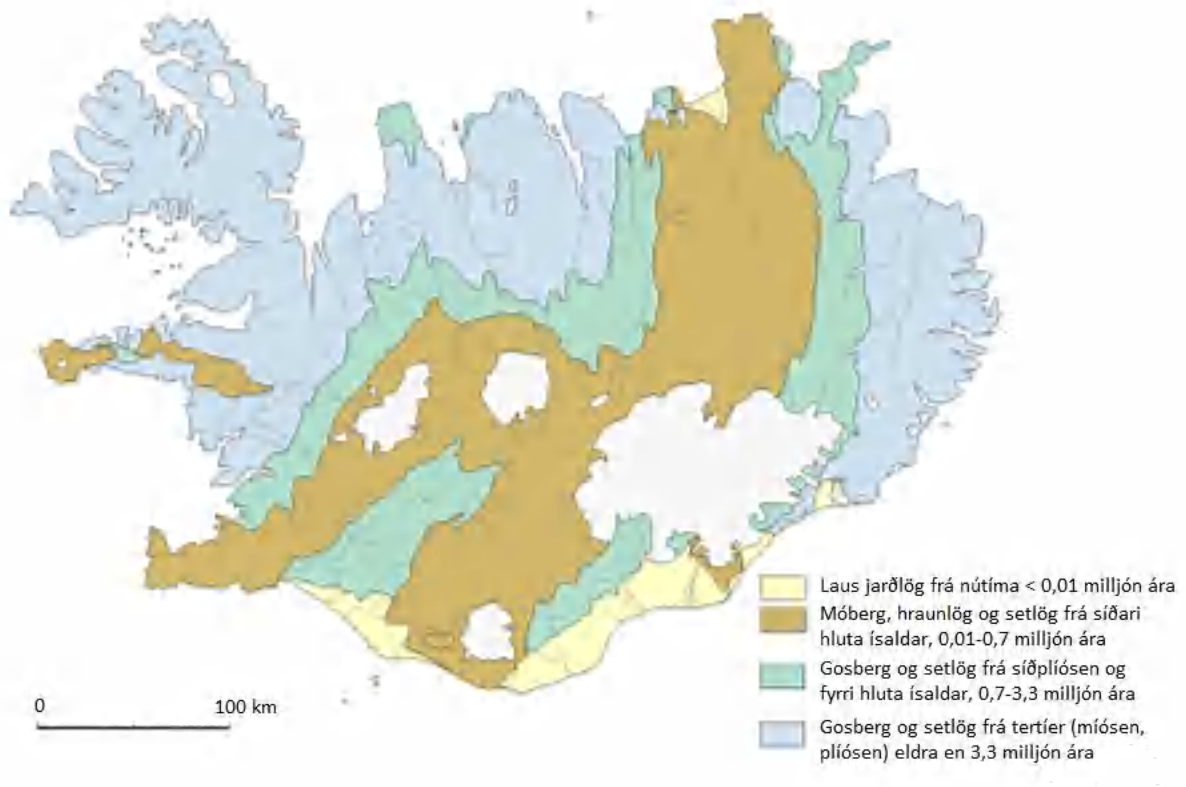 Laus jarðlög frá nútíma < 0,01 milljón ára
Móberg, hraunlög og setlög frá síðari
hluta ísaldar, 0,01-0,7 milljón ára
Gosberg og setlög frá síðplíósen og
fyrri hluta ísaldar, 0,7-3,3 milljón ára
Gosberg og setlög frá tertíer (míósen,
plíósen) eldra en 3,3 milljón ára
0 100 km